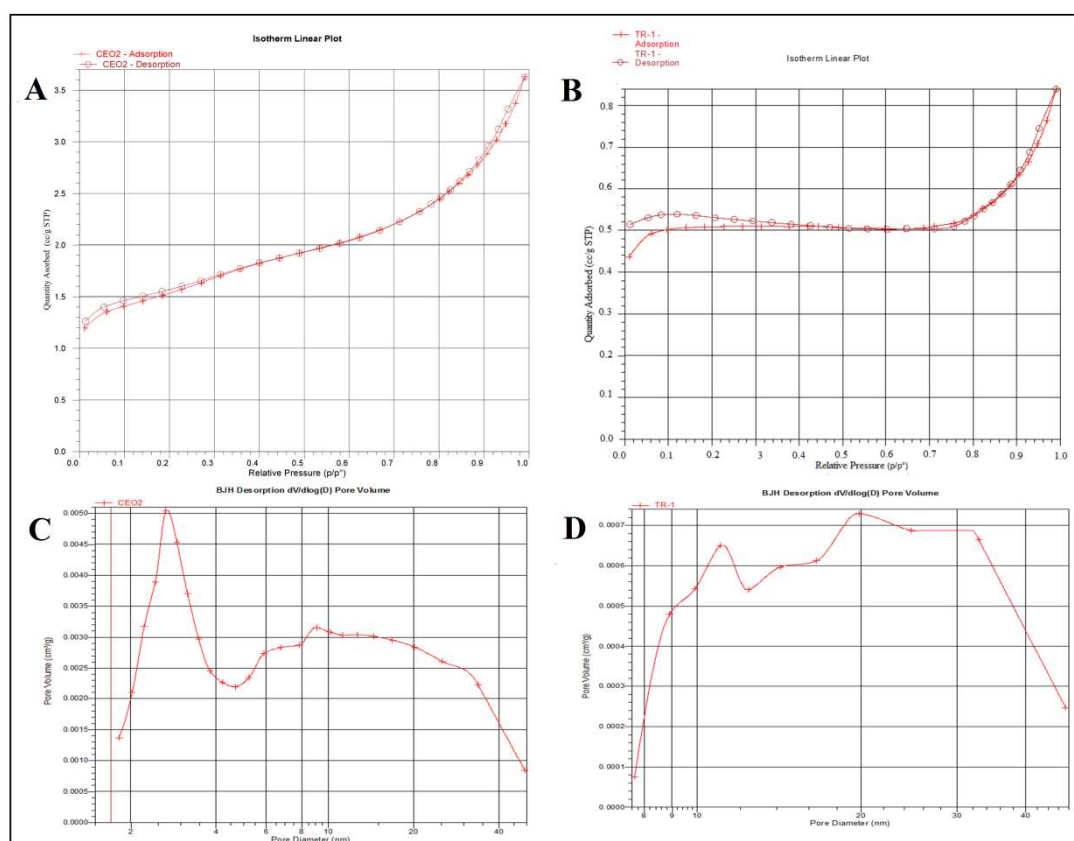 A
Isotherm Linear Plot
CEO2 - Adsorption
CEO2 - Desorption
Quantity Asorbed (cc/g STP)
3.5
3.0
2.5
2.0
1.5
1.0
0.5
0.0
0.0 0.1 0.2 0.3 0.4 0.5 0.6 0.7 0.8 0.9 1.0
Relative Pressure (p/p°)
B
TR-1 -
Adsorption
TR-1 -
Desorption
Isotherm Linear Plot
Quantity Adsorbed (cc/g STP)
0.8
0.7
0.6
0.5
0.4
0.3
0.2
0.1
0.0
0.0 0.1 0.2 3 0.4 0.5 0.6 0.7 0.8 0.9 1.0
Relative Pressure (p/p°)
C
BJH Desorption dV/dlog(D) Pore Volume
CEO2
Pore Volume (cm³/g)
0.0050
0.0045
0.0040
0.0035
0.0030
0.0025
0.0020
0.0015
0.0010
0.0005
0.0000
2 4 6 8 10 20 40
Pore Diameter (nm)
D
BJH Desorption dV/dlog(D) Pore Volume
TR-1
Pore Volume (cm³/g)
0.0007
0.0006
0.0005
0.0004
0.0003
0.0002
0.0001
0.0000
8 9 10 20 30 40
Pore Diameter (nm)